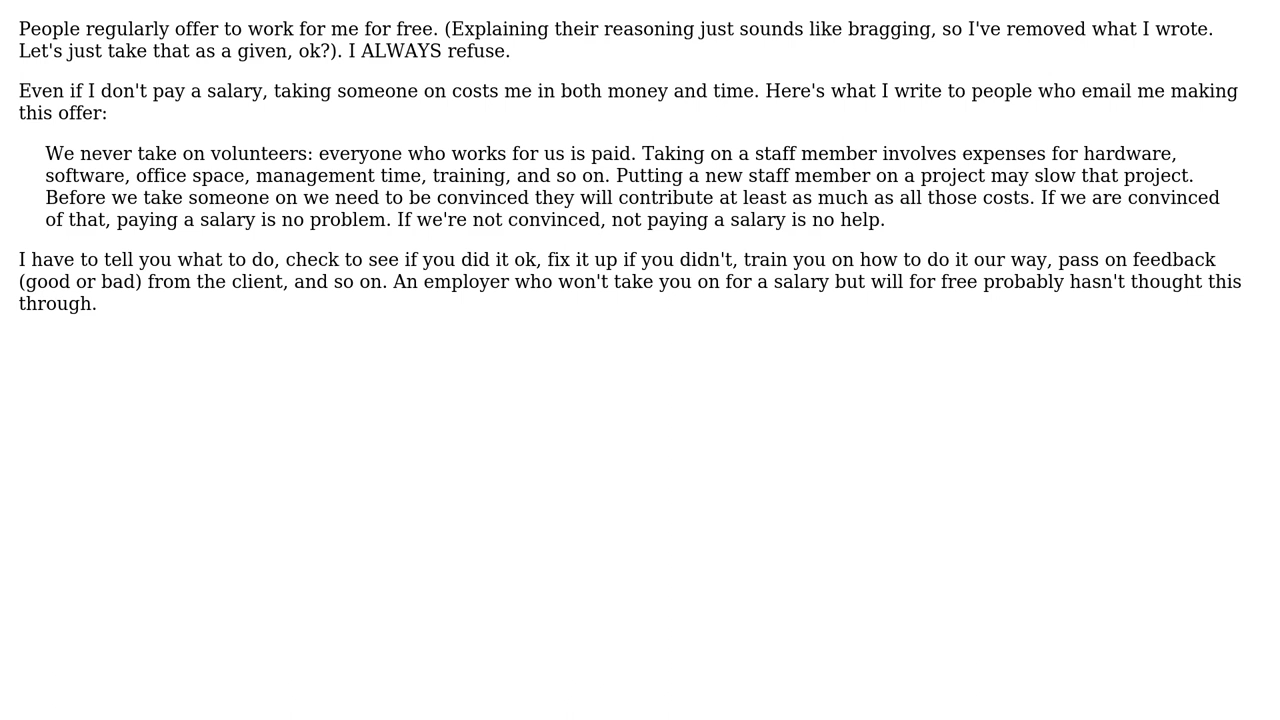 People regularly offer to work for me for free. (Explaining their reasoning just sounds like bragging, so I've removed what I wrote.
Let's just take that as a given, ok?). I ALWAYS refuse.
Even if I don't pay a salary, taking someone on costs me in both money and time. Here's what I write to people who email me making
this offer:
We never take on volunteers: everyone who works for us is paid. Taking on a staff member involves expenses for hardware,
software, office space, management time, training, and so on. Putting a new staff member on a project may slow that project.
Before we take someone on we need to be convinced they will contribute at least as much as all those costs. If we are convinced
of that, paying a salary is no problem. If we're not convinced, not paying a salary is no help.
I have to tell you what to do, check to see if you did it ok, fix it up if you didn't, train you on how to do it our way, pass on feedback
(good or bad) from the client, and so on. An employer who won't take you on for a salary but will for free probably hasn't thought this
through.